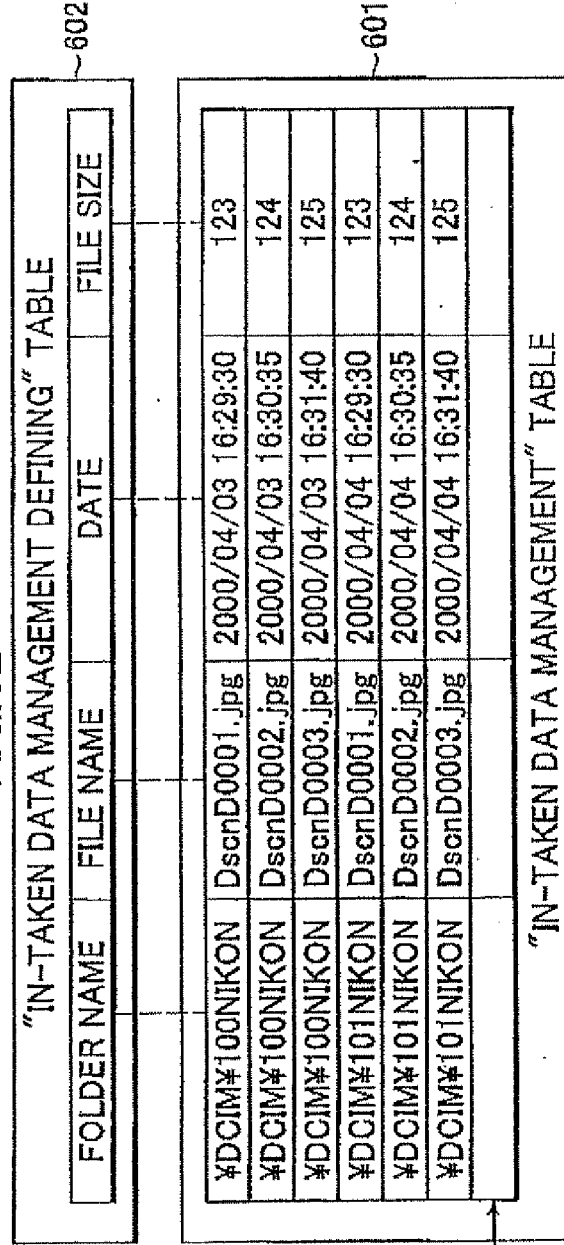 "IN-TAKEN DATA MANAGEMENT DEFINING" TABLE
~602
FOLDER NAME FILE NAME DATE FILE SIZE
~601
¥DCIM¥100NIKON DscnD0001.jpg 2000/04/03 16:29:30 123
¥DCIM¥100NIKON DscnD0002.jpg 2000/04/03 16:30:35 124
¥DCIM¥100NIKON DscnD0003.jpg 2000/04/03 16:31:40 125
¥DCIM¥101NIKON DscnD0001.jpg 2000/04/04 16:29:30 123
¥DCIM¥101NIKON DscnD0002.jpg 2000/04/04 16:30:35 124
¥DCIM¥101NIKON DscnD0003.jpg 2000/04/04 16:31:40 125
"IN-TAKEN DATA MANAGEMENT" TABLE